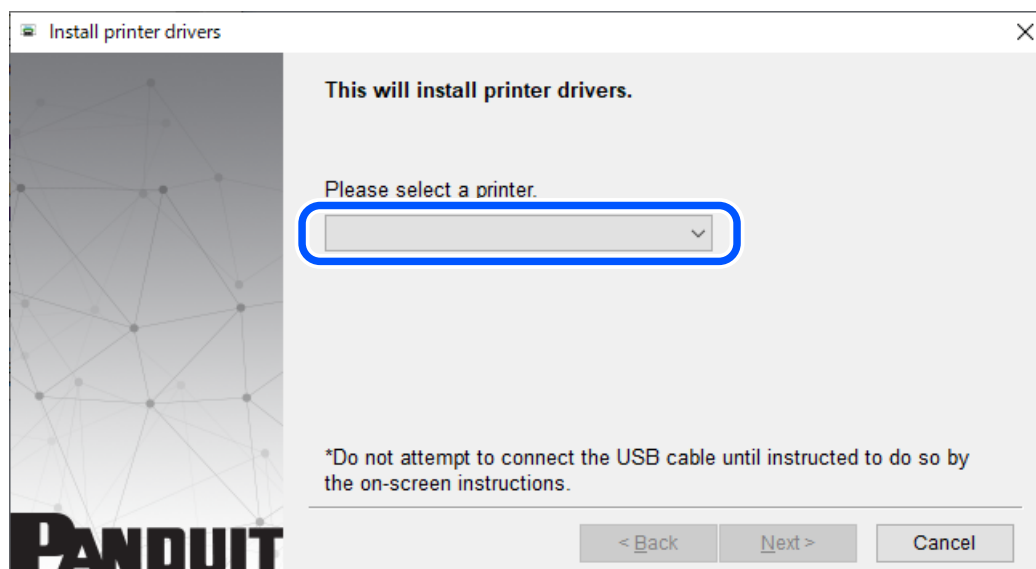 Install printer drivers
This will install printer drivers.
Please select a printer.
*Do not attempt to connect the USB cable until instructed to do so by
the on-screen instructions.
PANDUIT
< Back
Next >
Cancel